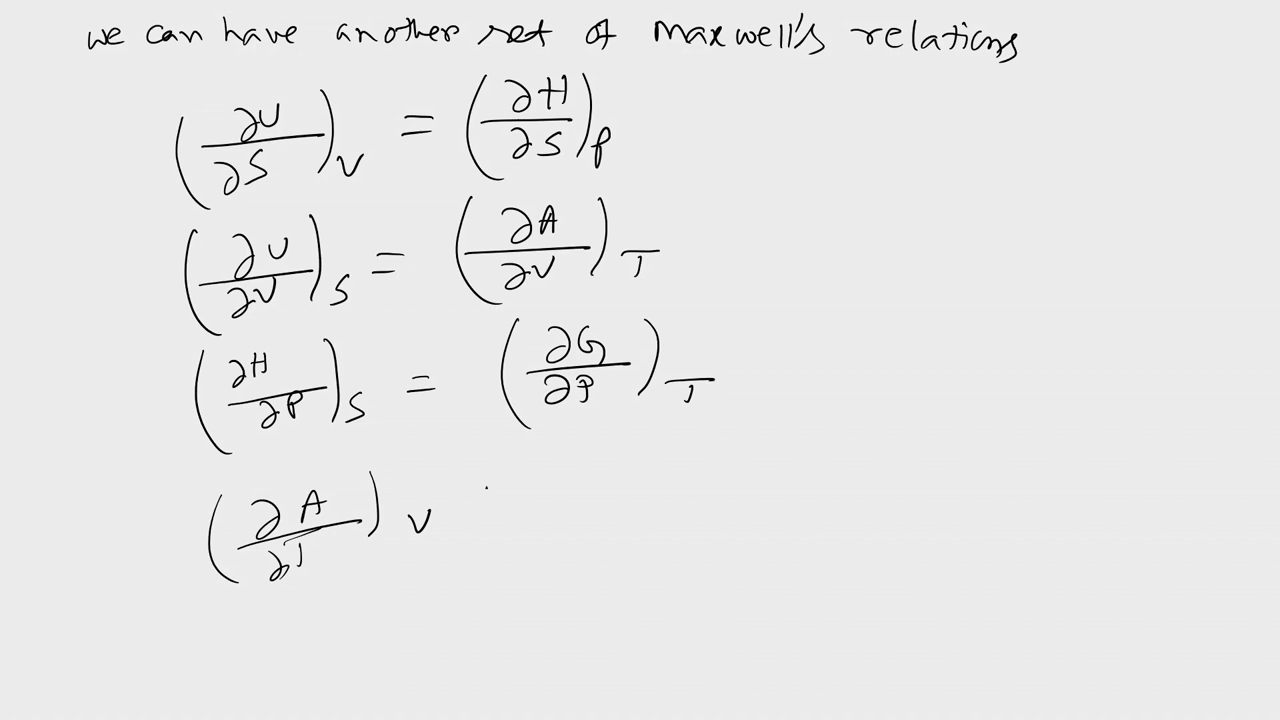 we can have another set of maxwell's relations
(∂U/∂S)_V = (∂H/∂S)_P
(∂U/∂V)_S = (∂A/∂V)_T
(∂H/∂P)_S = (∂G/∂P)_T
(∂A/∂T)_V